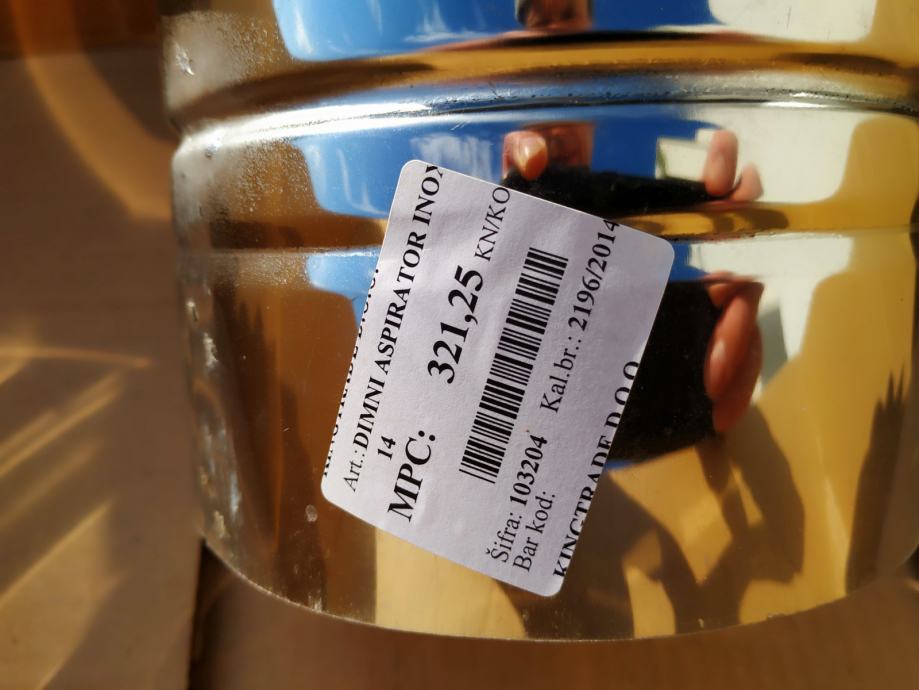 Art.: DIMNI ASPIRATOR INOX
14
MPC: 321,25 KN/KO
Šifra: 103204 Kal.br.: 2196/2014
Bar kod:
KINGTRADE D.O.O.